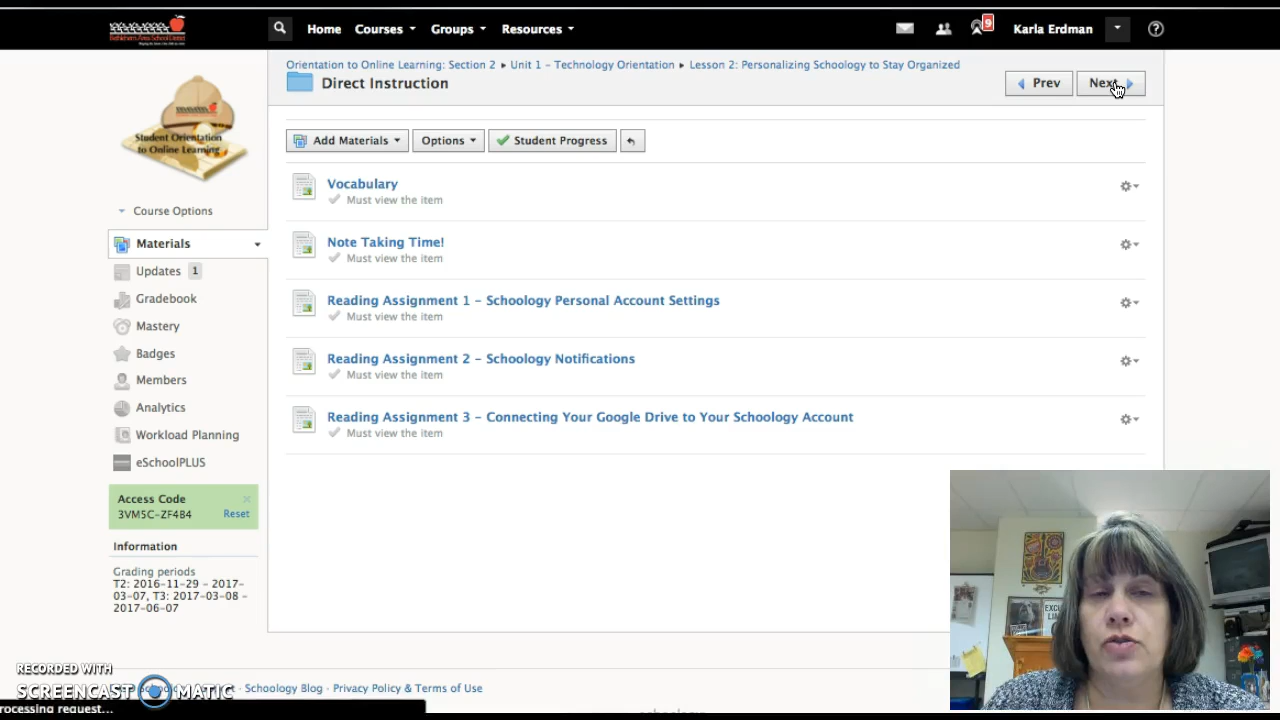 Home Courses Groups Resources 9 Karla Erdman
Orientation to Online Learning: Section 2 ▸ Unit 1 - Technology Orientation ▸ Lesson 2: Personalizing Schoology to Stay Organized
Direct Instruction
Prev Next
Student Orientation
to Online Learning
Add Materials Options Student Progress
Vocabulary
Must view the item
Course Options
Materials
Note Taking Time!
Must view the item
Updates 1
Gradebook
Reading Assignment 1 - Schoology Personal Account Settings
Must view the item
Mastery
Badges
Reading Assignment 2 - Schoology Notifications
Must view the item
Members
Analytics
Reading Assignment 3 - Connecting Your Google Drive to Your Schoology Account
Must view the item
Workload Planning
eSchoolPLUS
Access Code
3VM5C-ZF4B4 Reset
Information
Grading periods
T2: 2016-11-29 - 2017-
03-07, T3: 2017-03-08 -
2017-06-07
RECORDED WITH
SCREENCAST MATIC
Schoology Blog · Privacy Policy & Terms of Use
rocessing request...